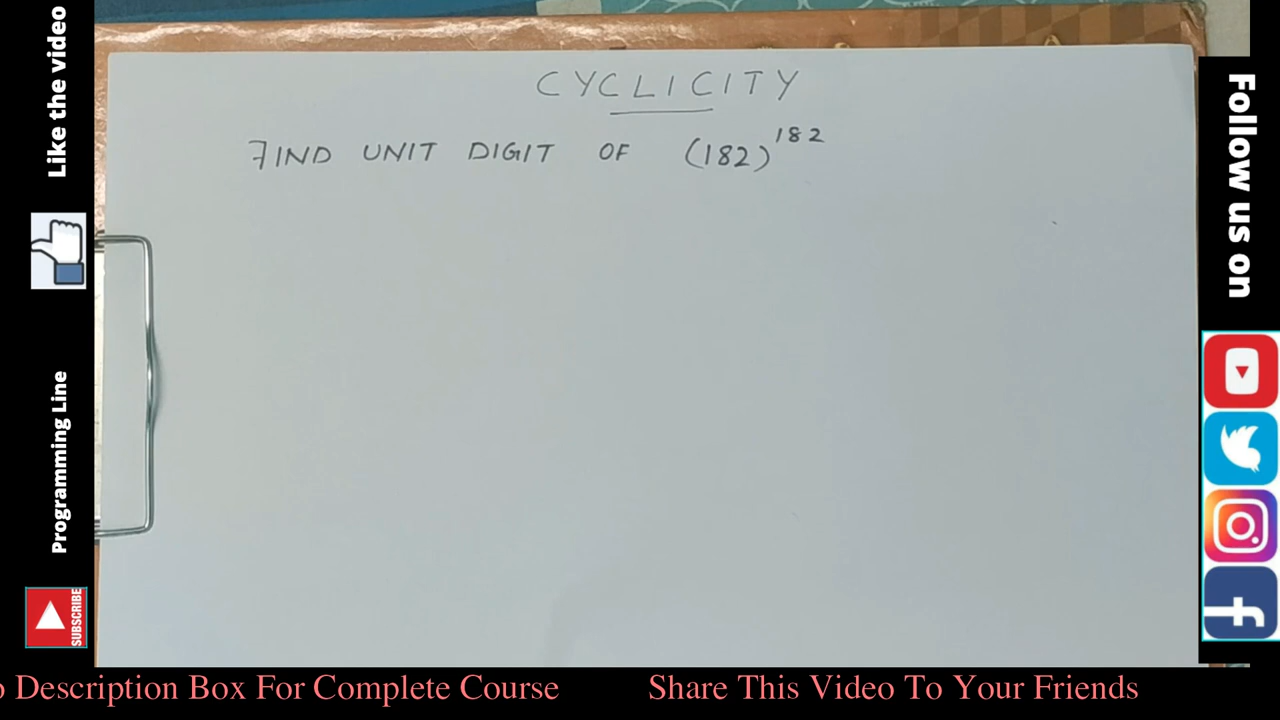 Like the video
Programming Line
SUBSCRIBE
CYCLICITY
FIND UNIT DIGIT OF (182)^182
Follow us on
o Description Box For Complete Course
Share This Video To Your Friends